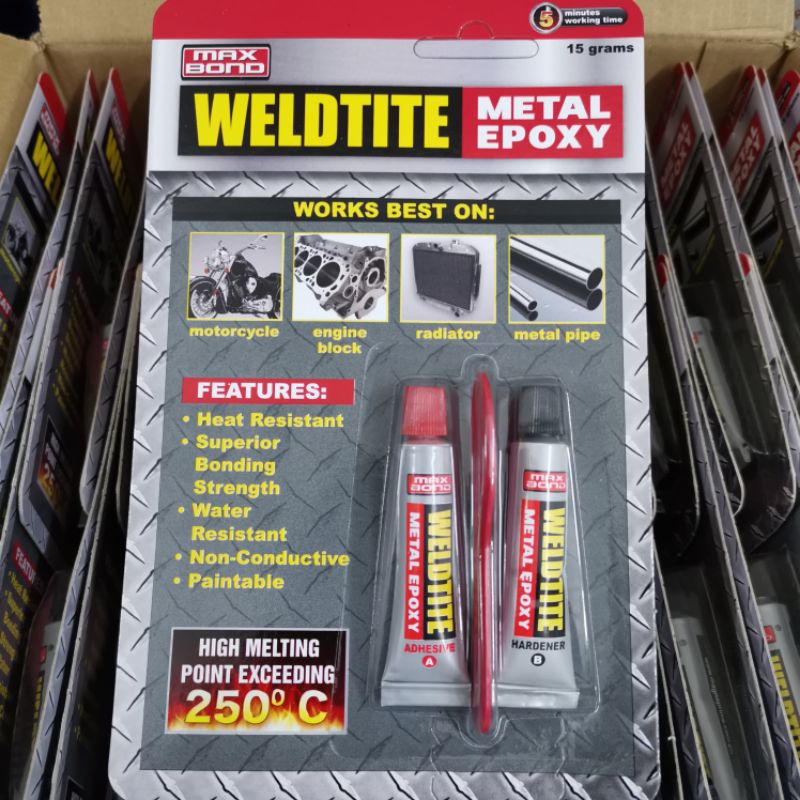 5 minutes
working time
15 grams
MAX
BOND
WELDTITE
METAL
EPOXY
WORKS BEST ON:
motorcycle
engine
block
radiator
metal pipe
FEATURES:
• Heat Resistant
• Superior
Bonding
Strength
• Water
Resistant
• Non-Conductive
• Paintable
HIGH MELTING
POINT EXCEEDING
250° C
MAX
BOND
WELDTITE
METAL EPOXY
ADHESIVE
A
MAX
BOND
WELDTITE
METAL EPOXY
HARDENER
B